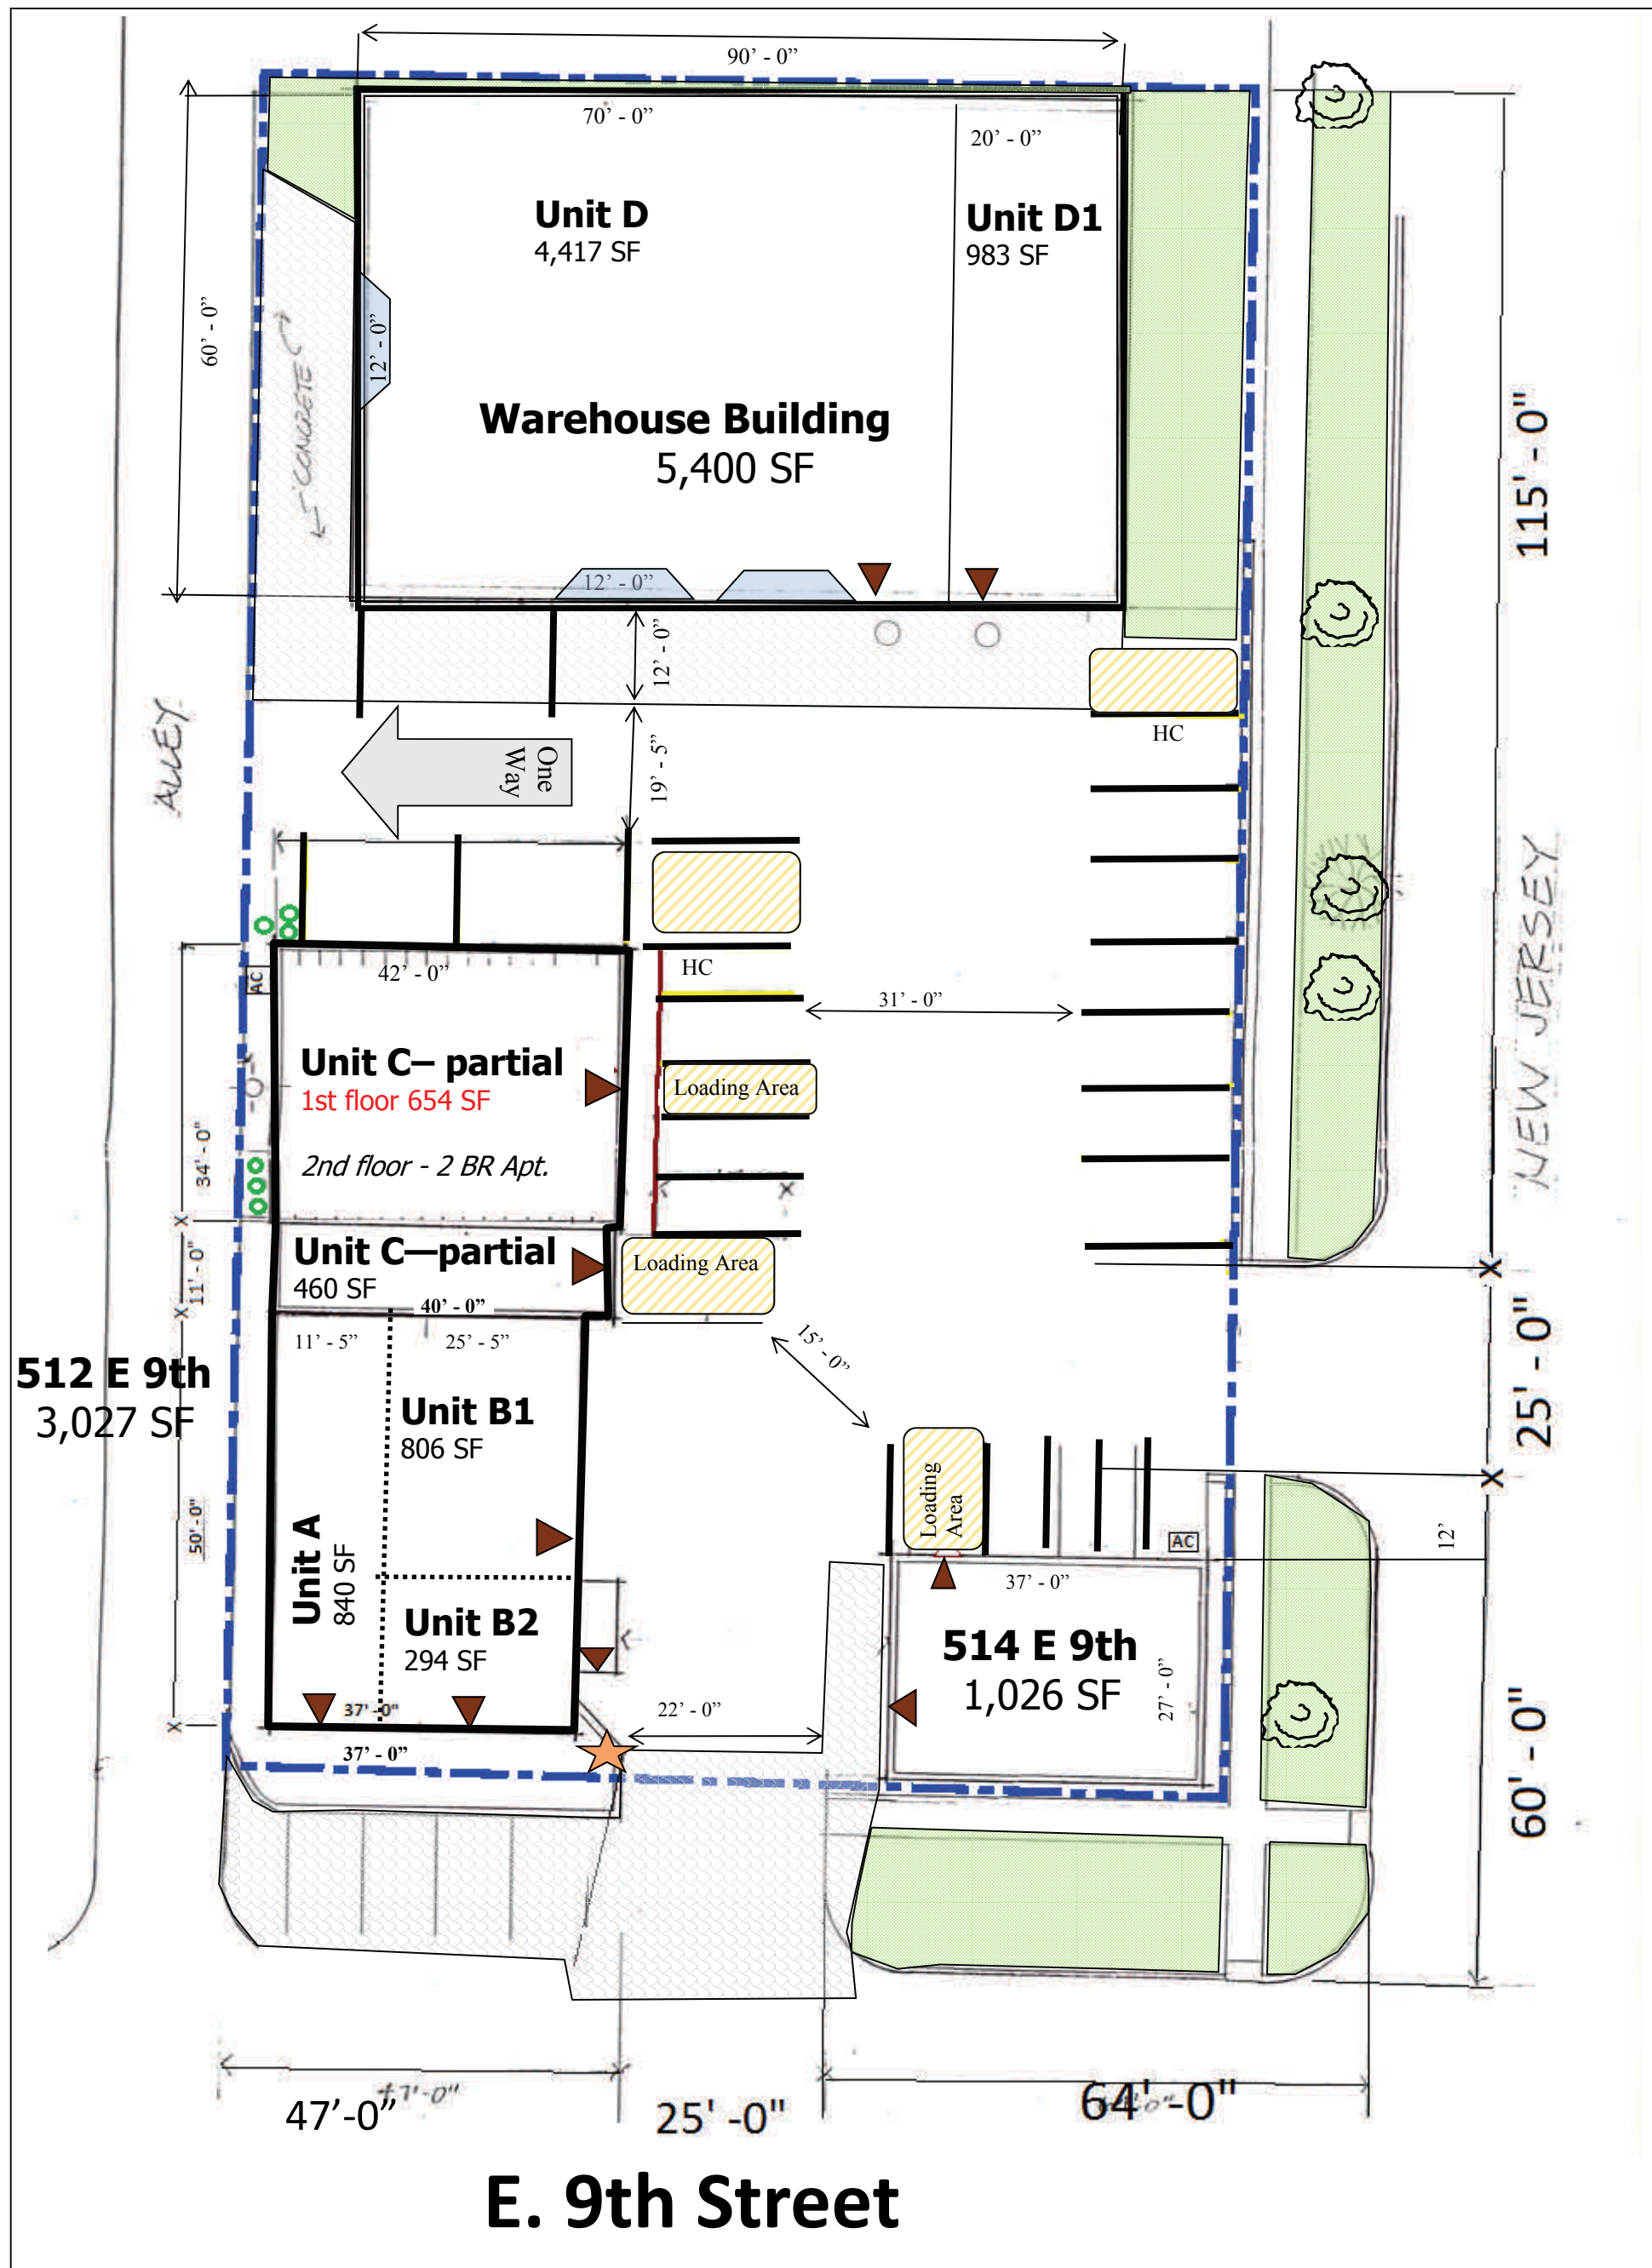 90’ - 0”
70’ - 0”
20’ - 0”
Unit D
4,417 SF
Unit D1
983 SF
60’ - 0”
12’ - 0”
CONCRETE
Warehouse Building
5,400 SF
115' - 0"
12’ - 0”
12’ - 0”
HC
ALLEY
One
Way
19’ - 5”
NEW JERSEY
42’ - 0”
AC
HC
31’ - 0”
Unit C– partial
1st floor 654 SF
2nd floor - 2 BR Apt.
Loading Area
34' - 0"
X
Unit C—partial
460 SF
40’ - 0”
Loading Area
11' - 0"
X
X
11’ - 5”
25’ - 5”
15’ - 0”
25' - 0"
512 E 9th
3,027 SF
Unit B1
806 SF
Loading
Area
X
50' - 0"
Unit A
840 SF
AC
12'
37’ - 0”
Unit B2
294 SF
514 E 9th
1,026 SF
27’ - 0”
37' - 0"
X
22’ - 0”
37’ - 0”
60' - 0"
47'-0"
47’-0”
25' -0"
64'-0"
E. 9th Street